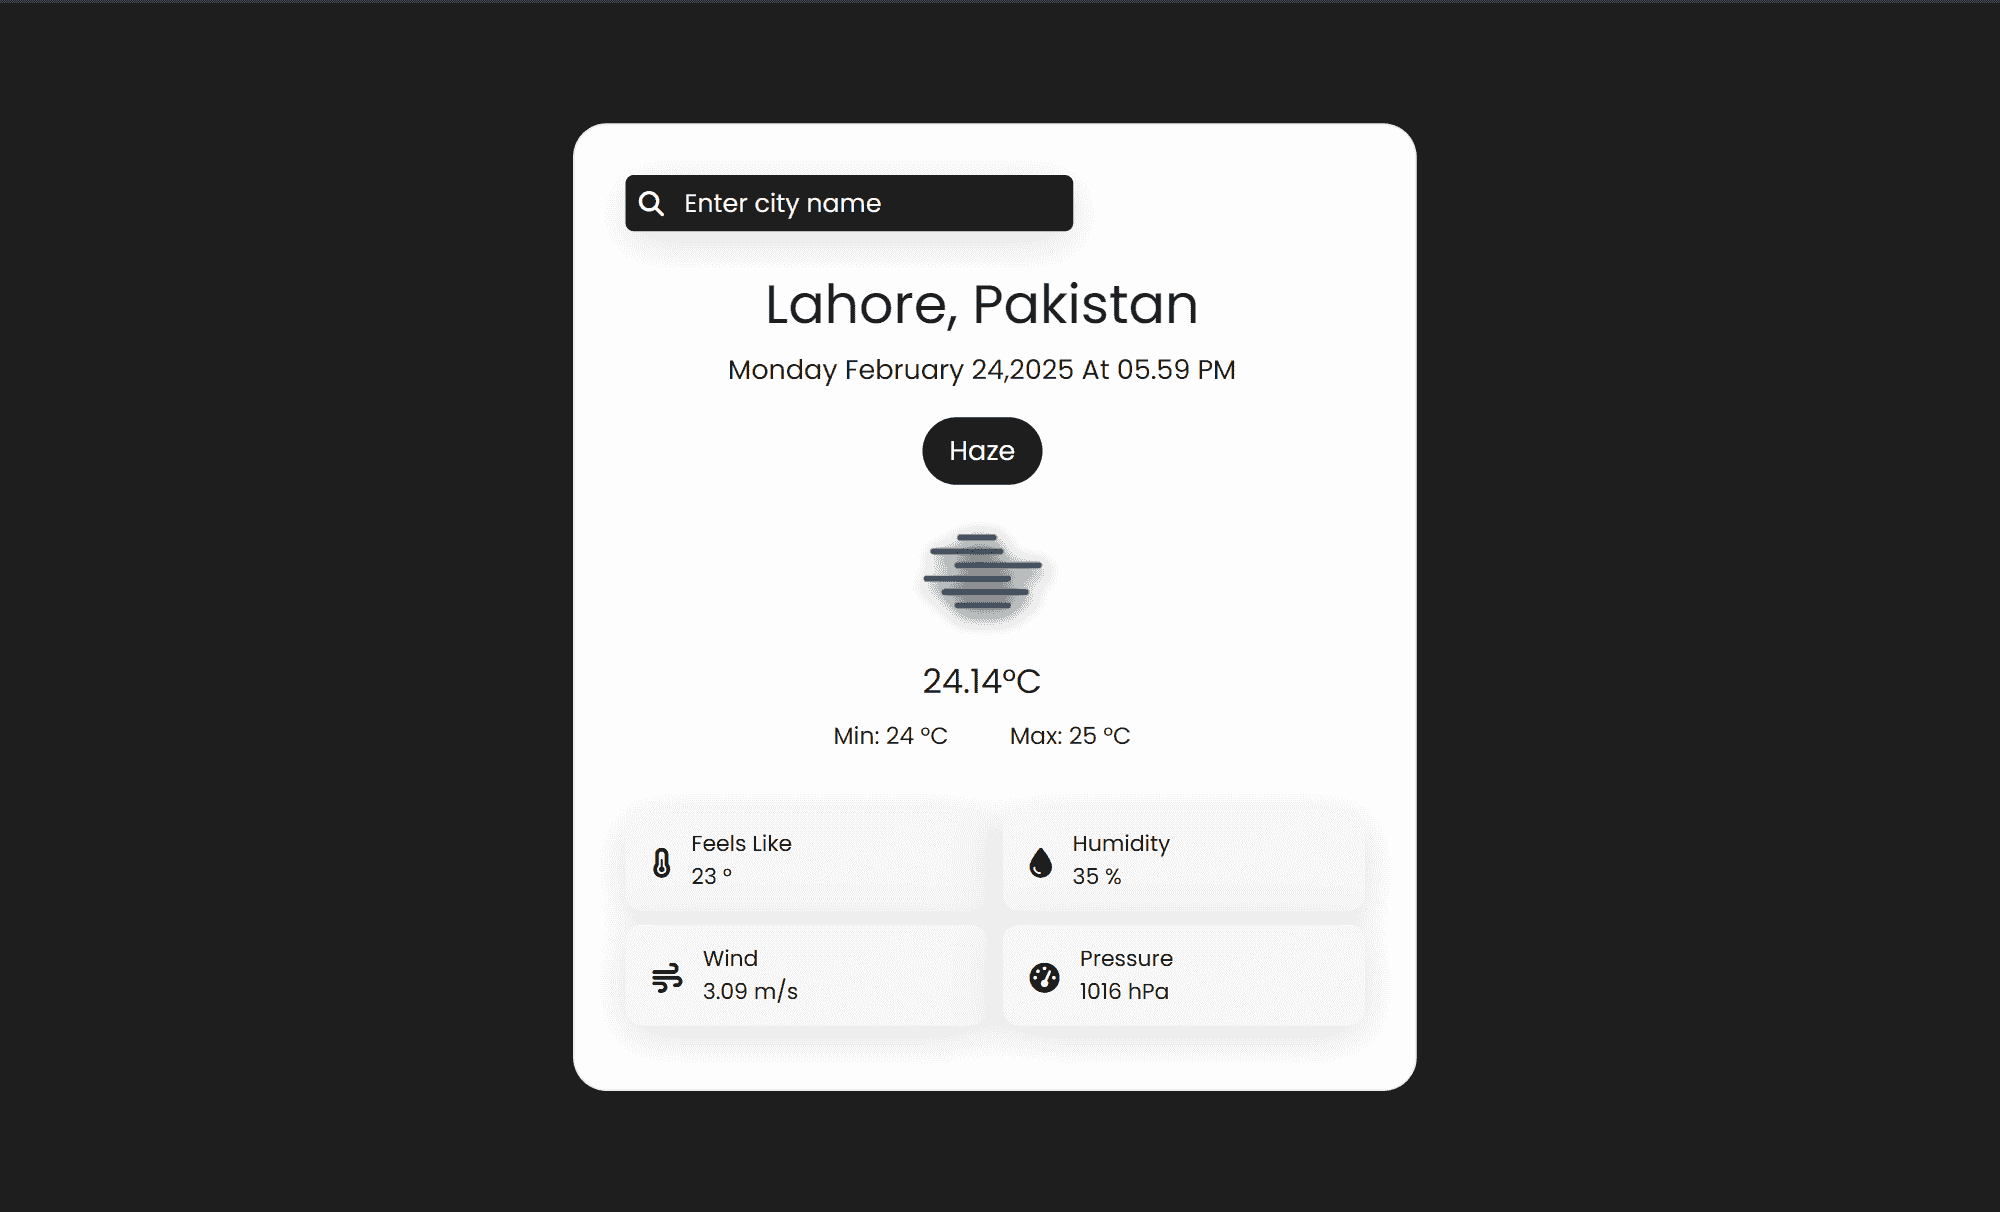 Enter city name
Lahore, Pakistan
Monday February 24,2025 At 05.59 PM
Haze
24.14°C
Min: 24 °C
Max: 25 °C
Feels Like
23 °
Humidity
35 %
Wind
3.09 m/s
Pressure
1016 hPa